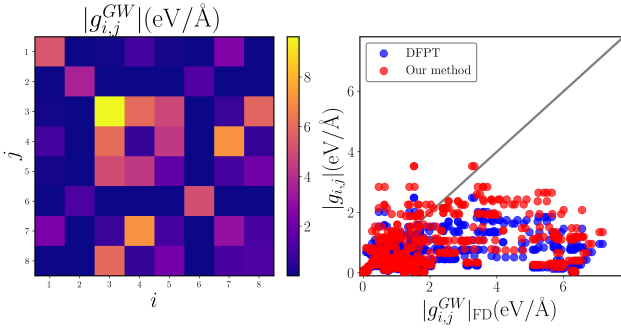 |g_{i,j}^{GW}|(eV/Å)
1
2
3
4
5
6
7
8
j
1 2 3 4 5 6 7 8
i
8
6
4
2
DFPT
Our method
|g_{i,j}|(eV/Å)
6
4
2
0
0 2 4 6
|g_{i,j}^{GW}|_{FD}(eV/Å)